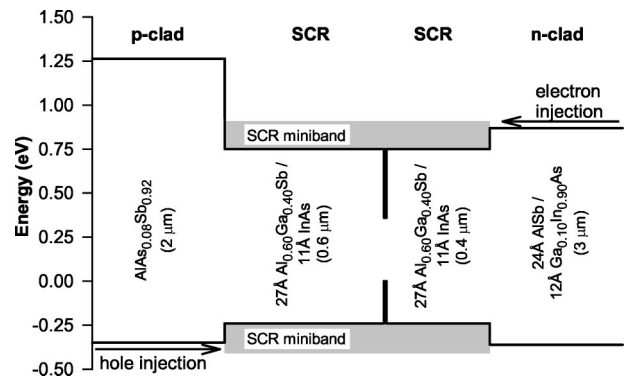 p-clad SCR SCR n-clad
1.50
1.25
1.00
0.75
0.50
0.25
0.00
-0.25
-0.50
Energy (eV)
electron
injection
SCR miniband
AlAs0.08Sb0.92
(2 μm)
27Å Al0.60Ga0.40Sb /
11Å InAs
(0.6 μm)
27Å Al0.60Ga0.40Sb /
11Å InAs
(0.4 μm)
24Å AlSb /
12Å Ga0.10In0.90As
(3 μm)
SCR miniband
hole injection